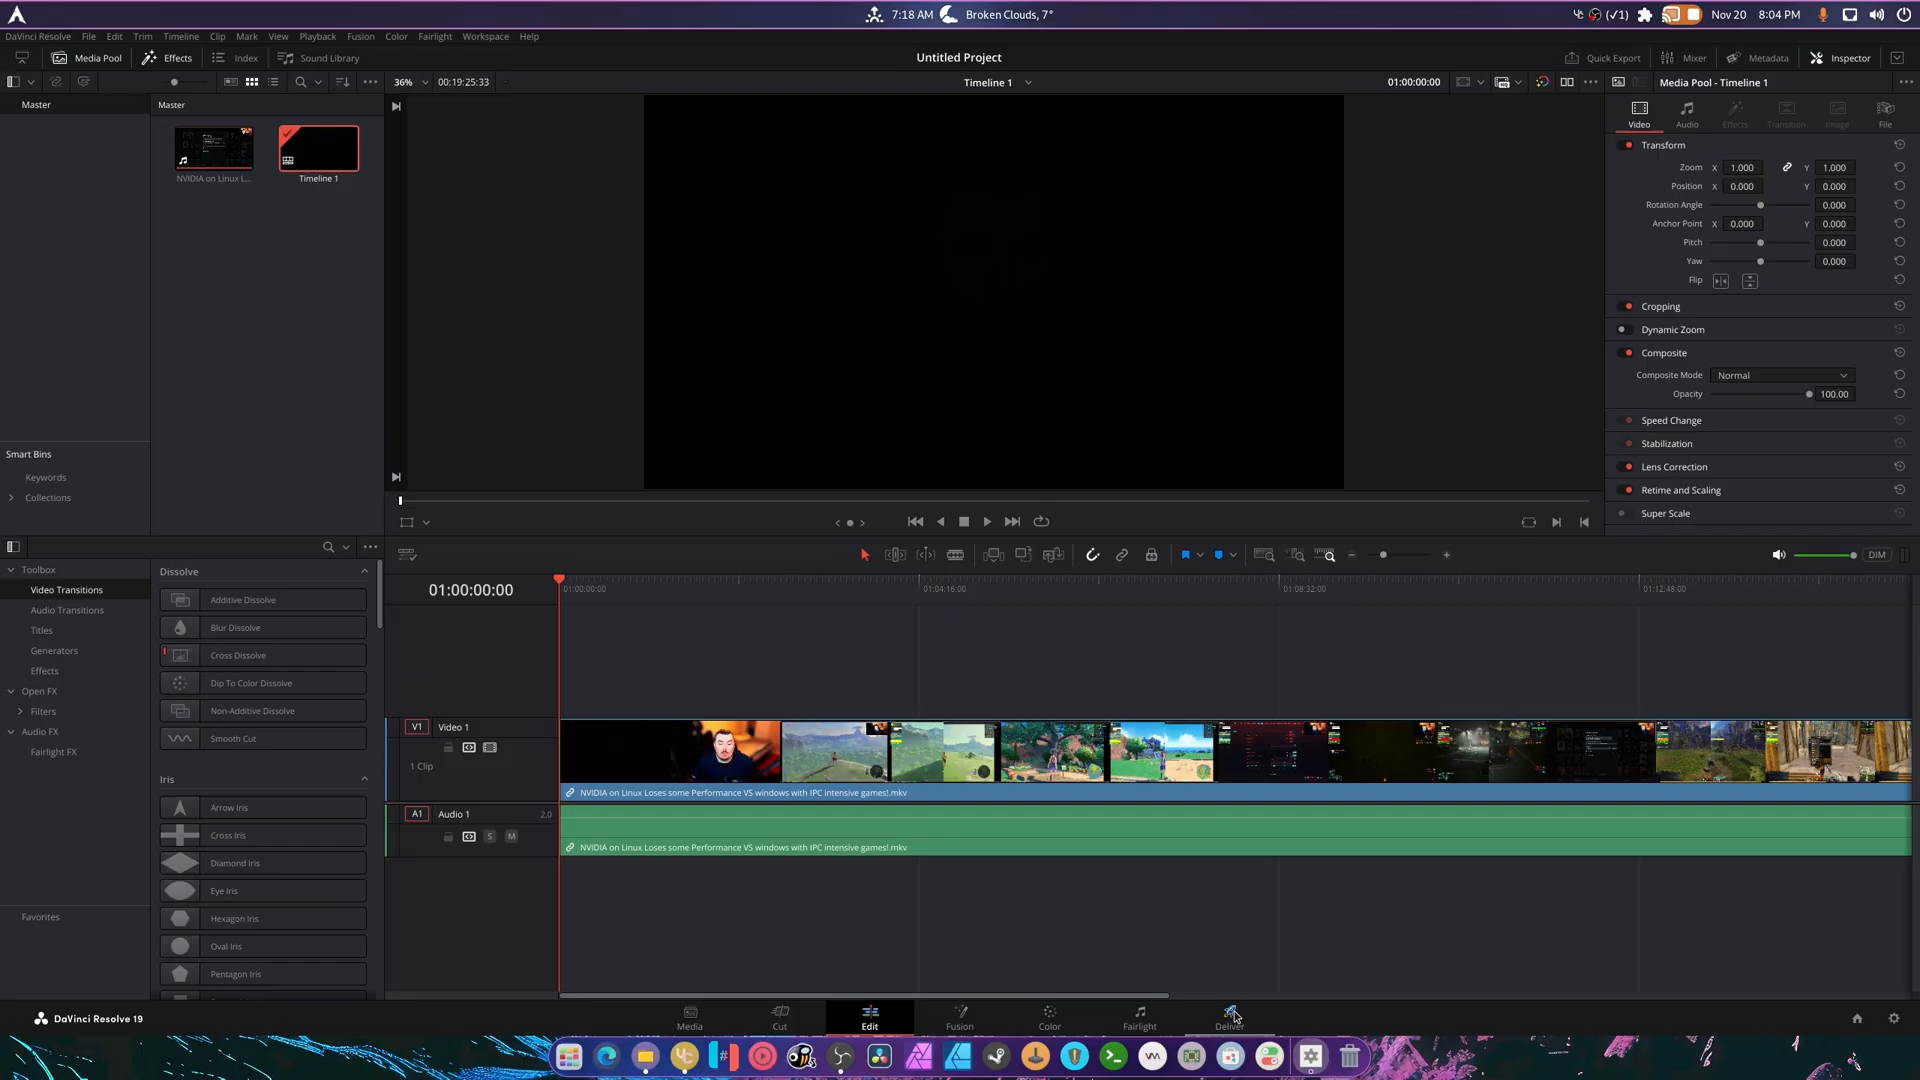 7:18 AM Broken Clouds, 7°
(✓1) Nov 20 8:04 PM
DaVinci Resolve File Edit Trim Timeline Clip Mark View Playback Fusion Color Fairlight Workspace Help
Media Pool Effects Index Sound Library
Untitled Project
Quick Export Mixer Metadata Inspector
36% 00:19:25:33
Timeline 1
01:00:00:00
Media Pool - Timeline 1
Master
Master
NVIDIA on Linux L...
Timeline 1
Smart Bins
Keywords
Collections
Video Audio Effects Transition Image File
Transform
Zoom X 1.000 Y 1.000
Position X 0.000 Y 0.000
Rotation Angle 0.000
Anchor Point X 0.000 Y 0.000
Pitch 0.000
Yaw 0.000
Flip
Cropping
Dynamic Zoom
Composite
Composite Mode Normal
Opacity 100.00
Speed Change
Stabilization
Lens Correction
Retime and Scaling
Super Scale
Toolbox
Video Transitions
Audio Transitions
Titles
Generators
Effects
Open FX
Filters
Audio FX
Fairlight FX
Favorites
Dissolve
Additive Dissolve
Blur Dissolve
Cross Dissolve
Dip To Color Dissolve
Non-Additive Dissolve
Smooth Cut
Iris
Arrow Iris
Cross Iris
Diamond Iris
Eye Iris
Hexagon Iris
Oval Iris
Pentagon Iris
DIM
01:00:00:00
01:00:00:00 01:04:16:00 01:08:32:00 01:12:48:00
V1 Video 1
1 Clip
NVIDIA on Linux Loses some Performance VS windows with IPC intensive games!.mkv
A1 Audio 1 2.0
S M
NVIDIA on Linux Loses some Performance VS windows with IPC intensive games!.mkv
DaVinci Resolve 19
Media Cut Edit Fusion Color Fairlight Deliver